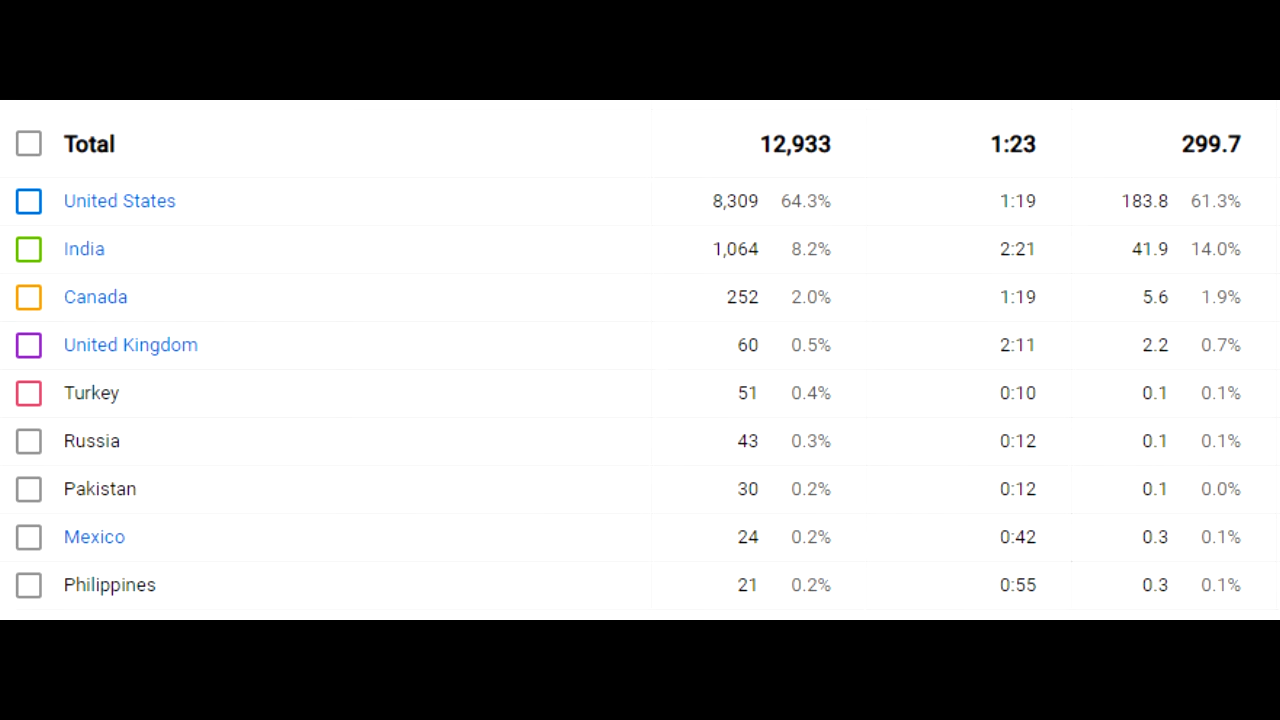 Total 12,933 1:23 299.7
United States 8,309 64.3% 1:19 183.8 61.3%
India 1,064 8.2% 2:21 41.9 14.0%
Canada 252 2.0% 1:19 5.6 1.9%
United Kingdom 60 0.5% 2:11 2.2 0.7%
Turkey 51 0.4% 0:10 0.1 0.1%
Russia 43 0.3% 0:12 0.1 0.1%
Pakistan 30 0.2% 0:12 0.1 0.0%
Mexico 24 0.2% 0:42 0.3 0.1%
Philippines 21 0.2% 0:55 0.3 0.1%